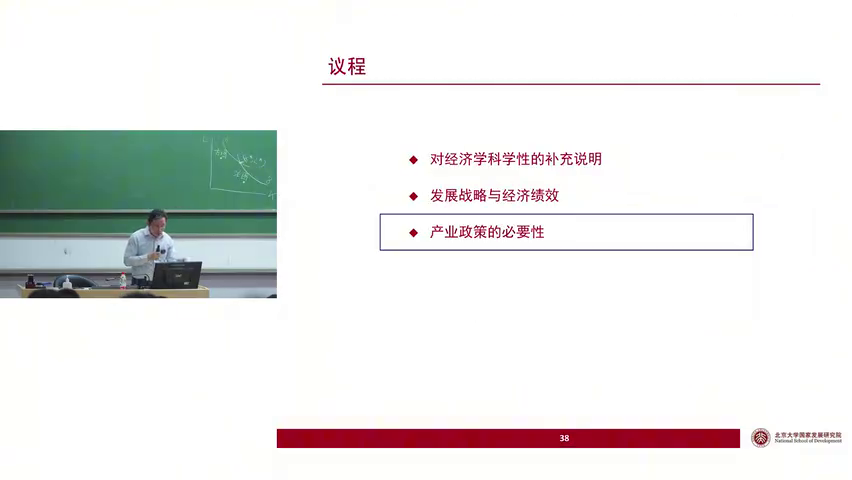 议程
◆ 对经济学科学性的补充说明
◆ 发展战略与经济绩效
◆ 产业政策的必要性
38
北京大学国家发展研究院
National School of Development